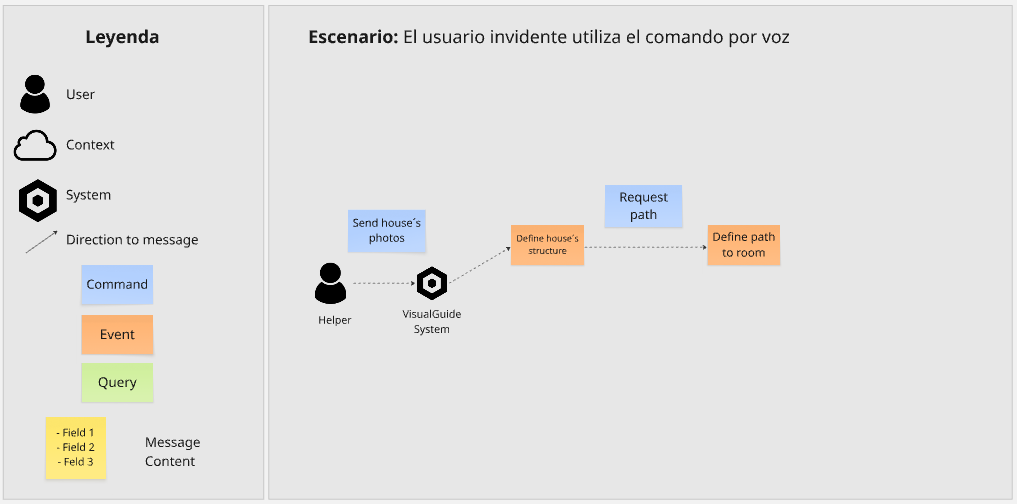 Leyenda
User
Context
System
Direction to message
Command
Event
Query
- Field 1
- Field 2
- Feld 3
Message
Content
Escenario: El usuario invidente utiliza el comando por voz
Send house´s
photos
Helper
VisualGuide
System
Define house´s
structure
Request
path
Define path
to room